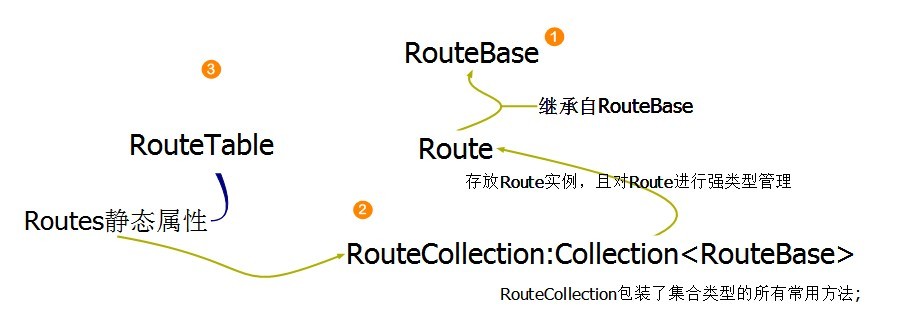 RouteBase
1
3
继承自RouteBase
RouteTable
Route
存放Route实例，且对Route进行强类型管理
Routes静态属性
2
RouteCollection:Collection<RouteBase>
RouteCollection包装了集合类型的所有常用方法;